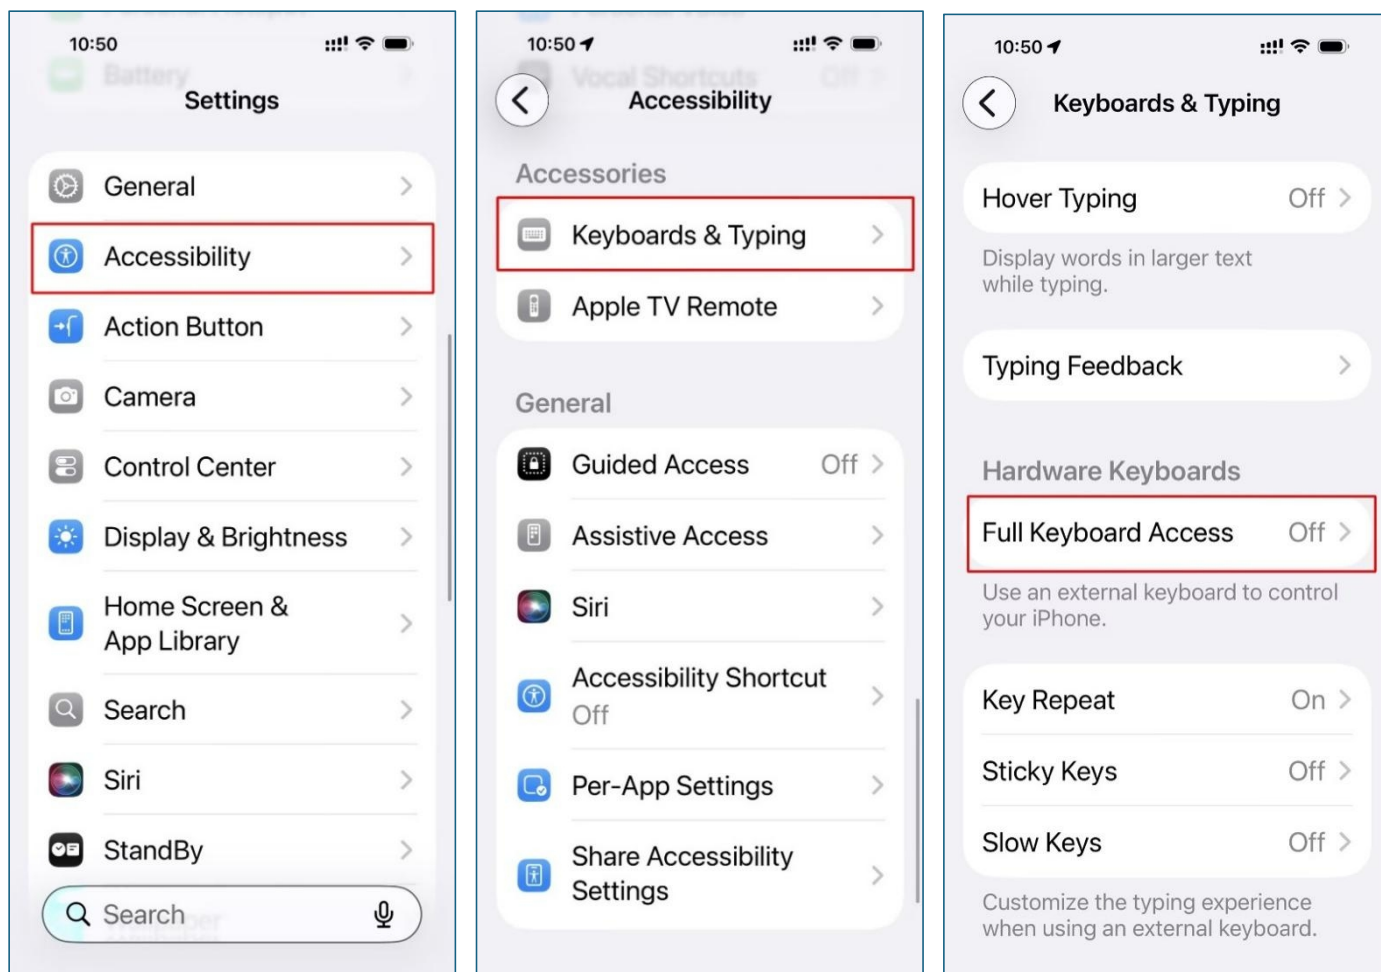 10:50
Battery
Settings
General
Accessibility
Action Button
Camera
Control Center
Display & Brightness
Home Screen &
App Library
Search
Siri
StandBy
Search
10:50
Vocal Shortcuts Off
Accessibility
Accessories
Keyboards & Typing
Apple TV Remote
General
Guided Access Off
Assistive Access
Siri
Accessibility Shortcut
Off
Per-App Settings
Share Accessibility
Settings
10:50
Keyboards & Typing
Hover Typing Off
Display words in larger text
while typing.
Typing Feedback
Hardware Keyboards
Full Keyboard Access Off
Use an external keyboard to control
your iPhone.
Key Repeat On
Sticky Keys Off
Slow Keys Off
Customize the typing experience
when using an external keyboard.